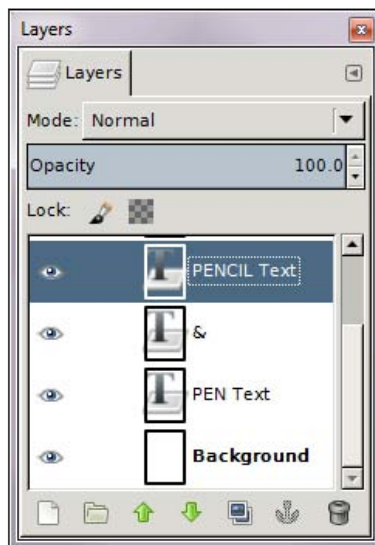 Layers
Layers
Mode: Normal
Opacity 100.0
Lock:
PENCIL Text
&
PEN Text
Background